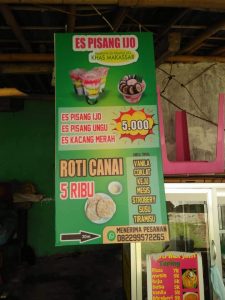 ES PISANG IJO
KHAS MAKASSAR
ES PISANG IJO
ES PISANG UNGU
ES KACANG MERAH
5.000
ROTI CANAI
5 RIBU
VANILA
COKLAT
KEJU
MESIS
STROBERY
SUSU
TIRAMISU
MENERIMA PESANAN
082299572265